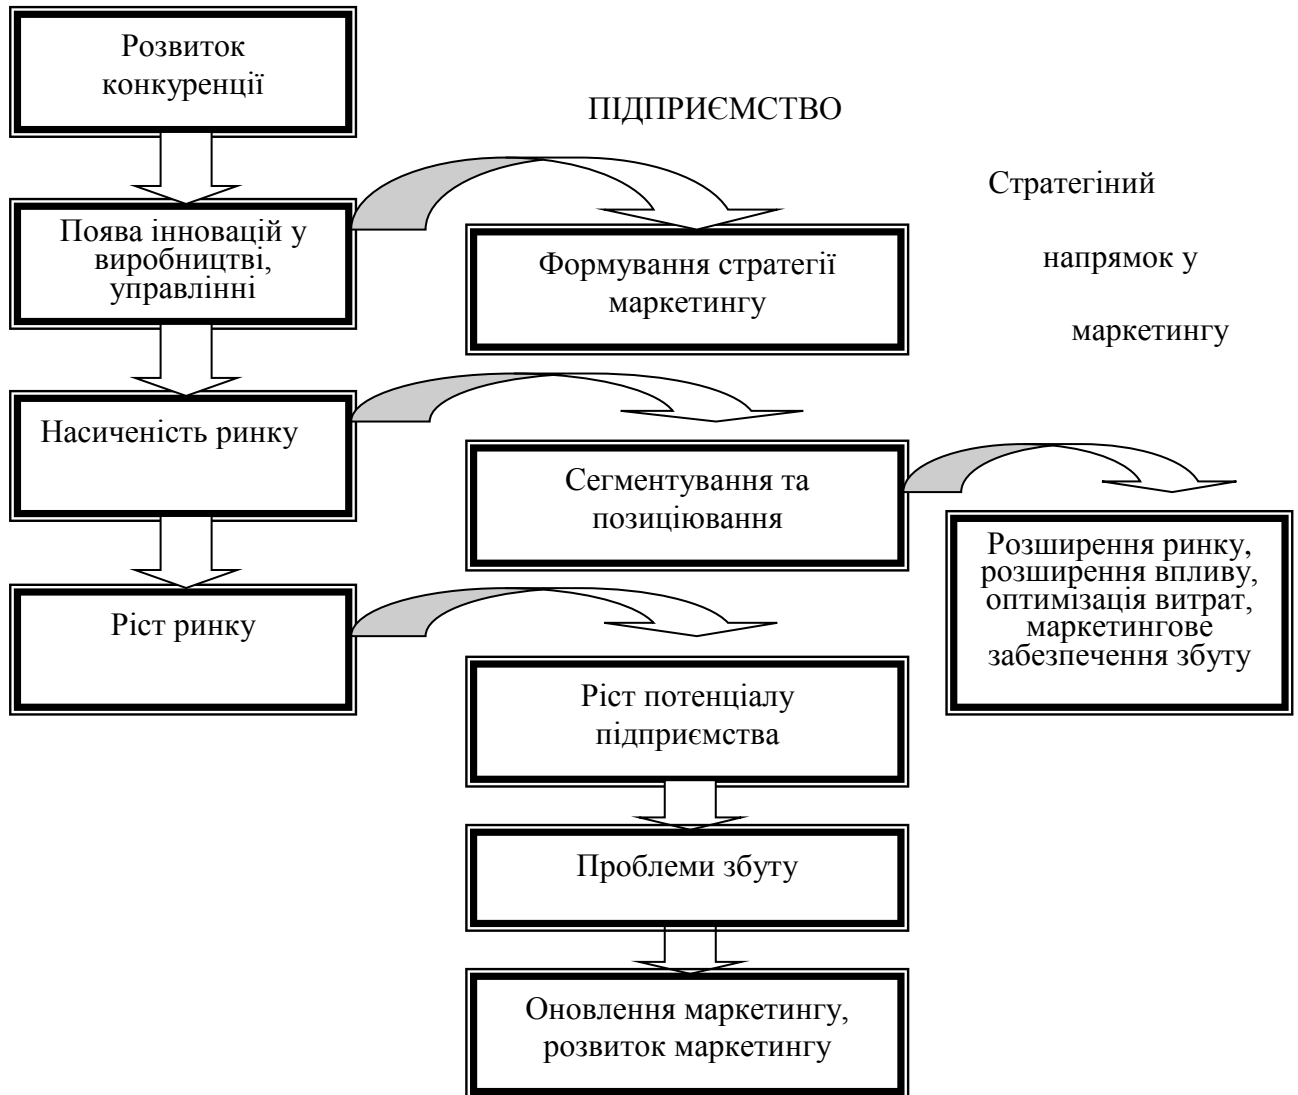 Розвиток
конкуренції
ПІДПРИЄМСТВО
Стратегіний
напрямок у
маркетингу
Поява інновацій у
виробництві,
управлінні
Формування стратегії
маркетингу
Насиченість ринку
Сегментування та
позиціювання
Розширення ринку,
розширення впливу,
оптимізація витрат,
маркетингове
забезпечення збуту
Ріст ринку
Ріст потенціалу
підприємства
Проблеми збуту
Оновлення маркетингу,
розвиток маркетингу